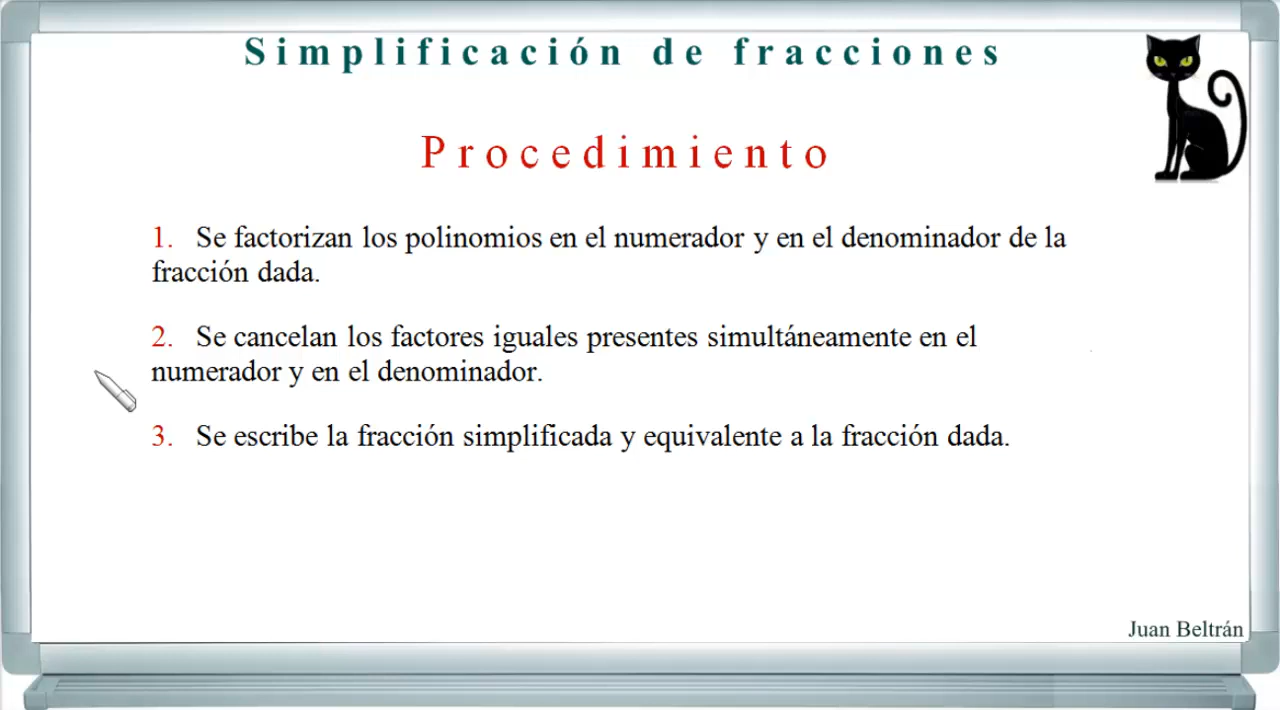 Simplificación de fracciones
Procedimiento
1. Se factorizan los polinomios en el numerador y en el denominador de la
fracción dada.
2. Se cancelan los factores iguales presentes simultáneamente en el
numerador y en el denominador.
3. Se escribe la fracción simplificada y equivalente a la fracción dada.
Juan Beltrán